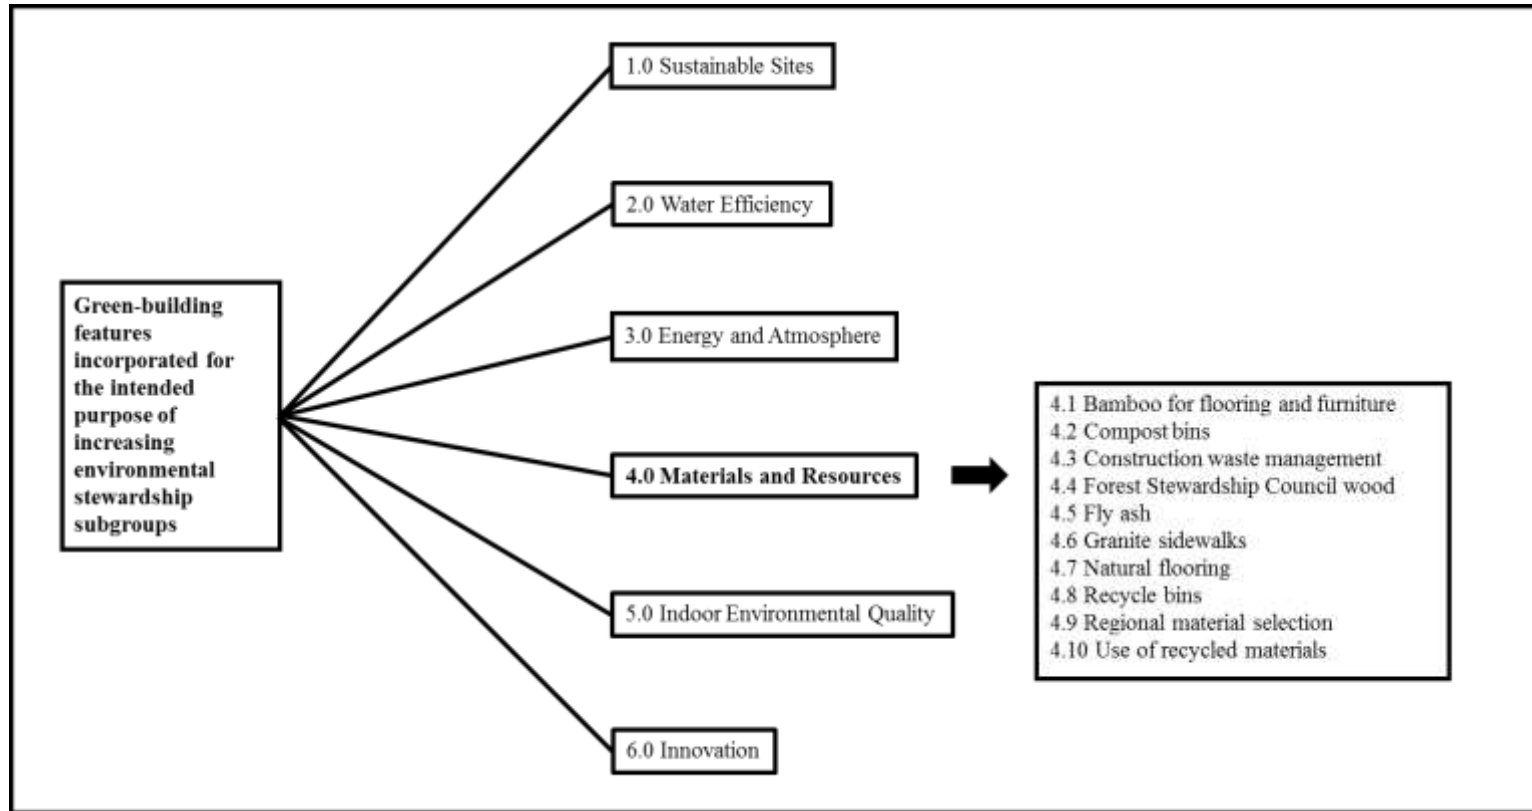 Green-building
features
incorporated for
the intended
purpose of
increasing
environmental
stewardship
subgroups
1.0 Sustainable Sites
2.0 Water Efficiency
3.0 Energy and Atmosphere
4.0 Materials and Resources
5.0 Indoor Environmental Quality
6.0 Innovation
4.1 Bamboo for flooring and furniture
4.2 Compost bins
4.3 Construction waste management
4.4 Forest Stewardship Council wood
4.5 Fly ash
4.6 Granite sidewalks
4.7 Natural flooring
4.8 Recycle bins
4.9 Regional material selection
4.10 Use of recycled materials